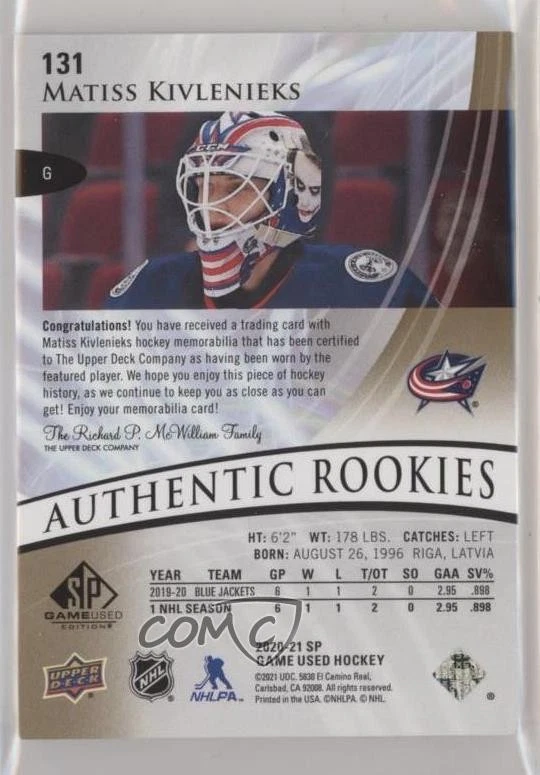 131
MATISS KIVLENIEKS
G
CCM
Congratulations! You have received a trading card with
Matiss Kivlenieks hockey memorabilia that has been certified
to The Upper Deck Company as having been worn by the
featured player. We hope you enjoy this piece of hockey
history, as we continue to keep you as close as you can
get! Enjoy your memorabilia card!
The Richard P. McWilliam Family
THE UPPER DECK COMPANY
®
AUTHENTIC ROOKIES
HT: 6'2" WT: 178 LBS. CATCHES: LEFT
BORN: AUGUST 26, 1996 RIGA, LATVIA
YEAR TEAM GP W L T/OT SO GAA SV%
2019-20 BLUE JACKETS 6 1 1 2 0 2.95 .898
1 NHL SEASON 6 1 1 2 0 2.95 .898
SP
GAME USED
EDITION®
COMC
2020-21 SP
GAME USED HOCKEY
©2021 UDC. 5830 El Camino Real,
Carlsbad, CA 92008. All rights reserved.
Printed in the USA. ©NHLPA. © NHL.
UPPER
DECK
NHL
NHLPA
®